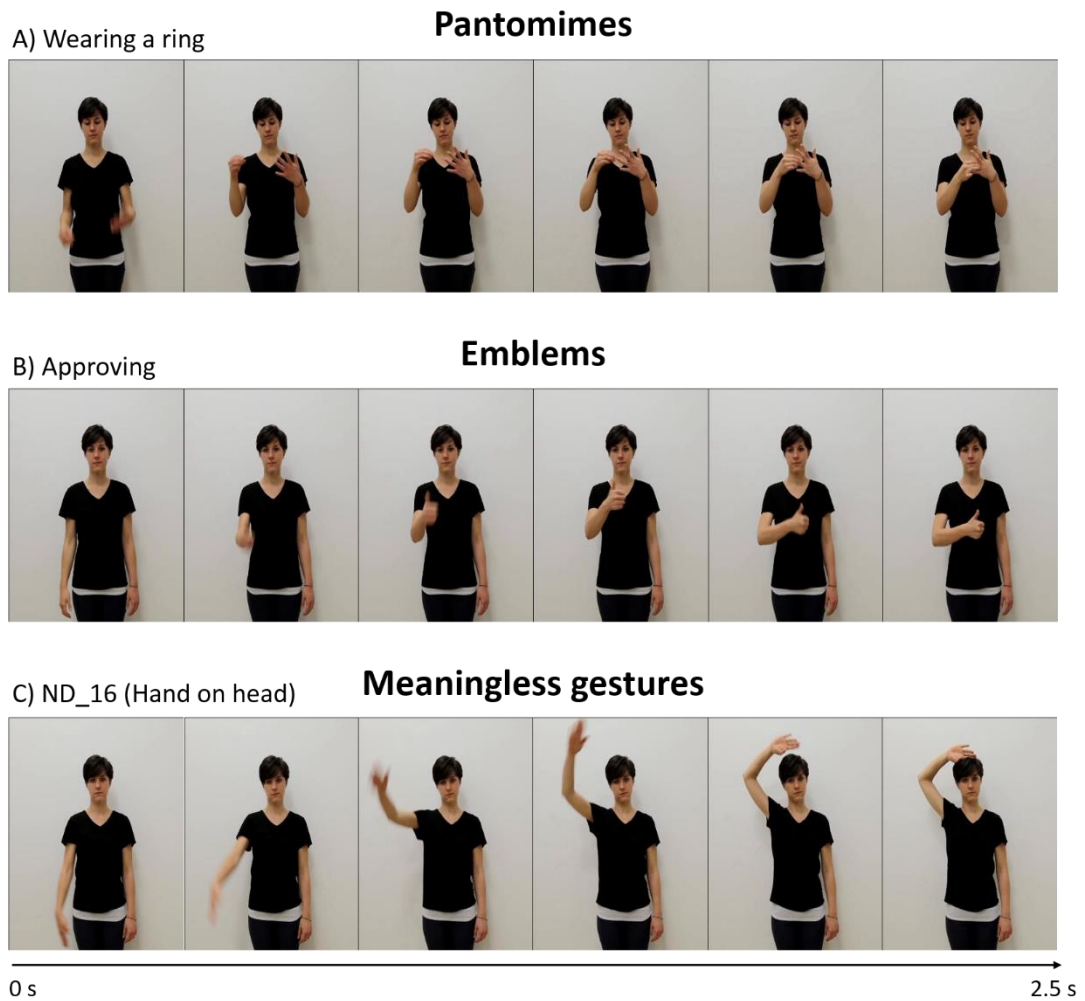 Pantomimes
A) Wearing a ring
Emblems
B) Approving
Meaningless gestures
C) ND_16 (Hand on head)
0 s
2.5 s